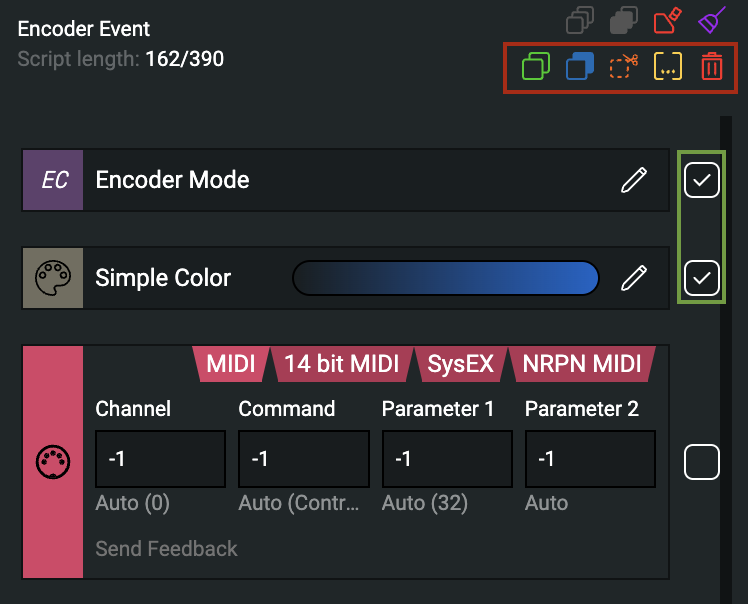 Encoder Event
Script length: 162/390
EC Encoder Mode
Simple Color
MIDI 14 bit MIDI SysEX NRPN MIDI
Channel Command Parameter 1 Parameter 2
-1 -1 -1 -1
Auto (0) Auto (Contr... Auto (32) Auto
Send Feedback